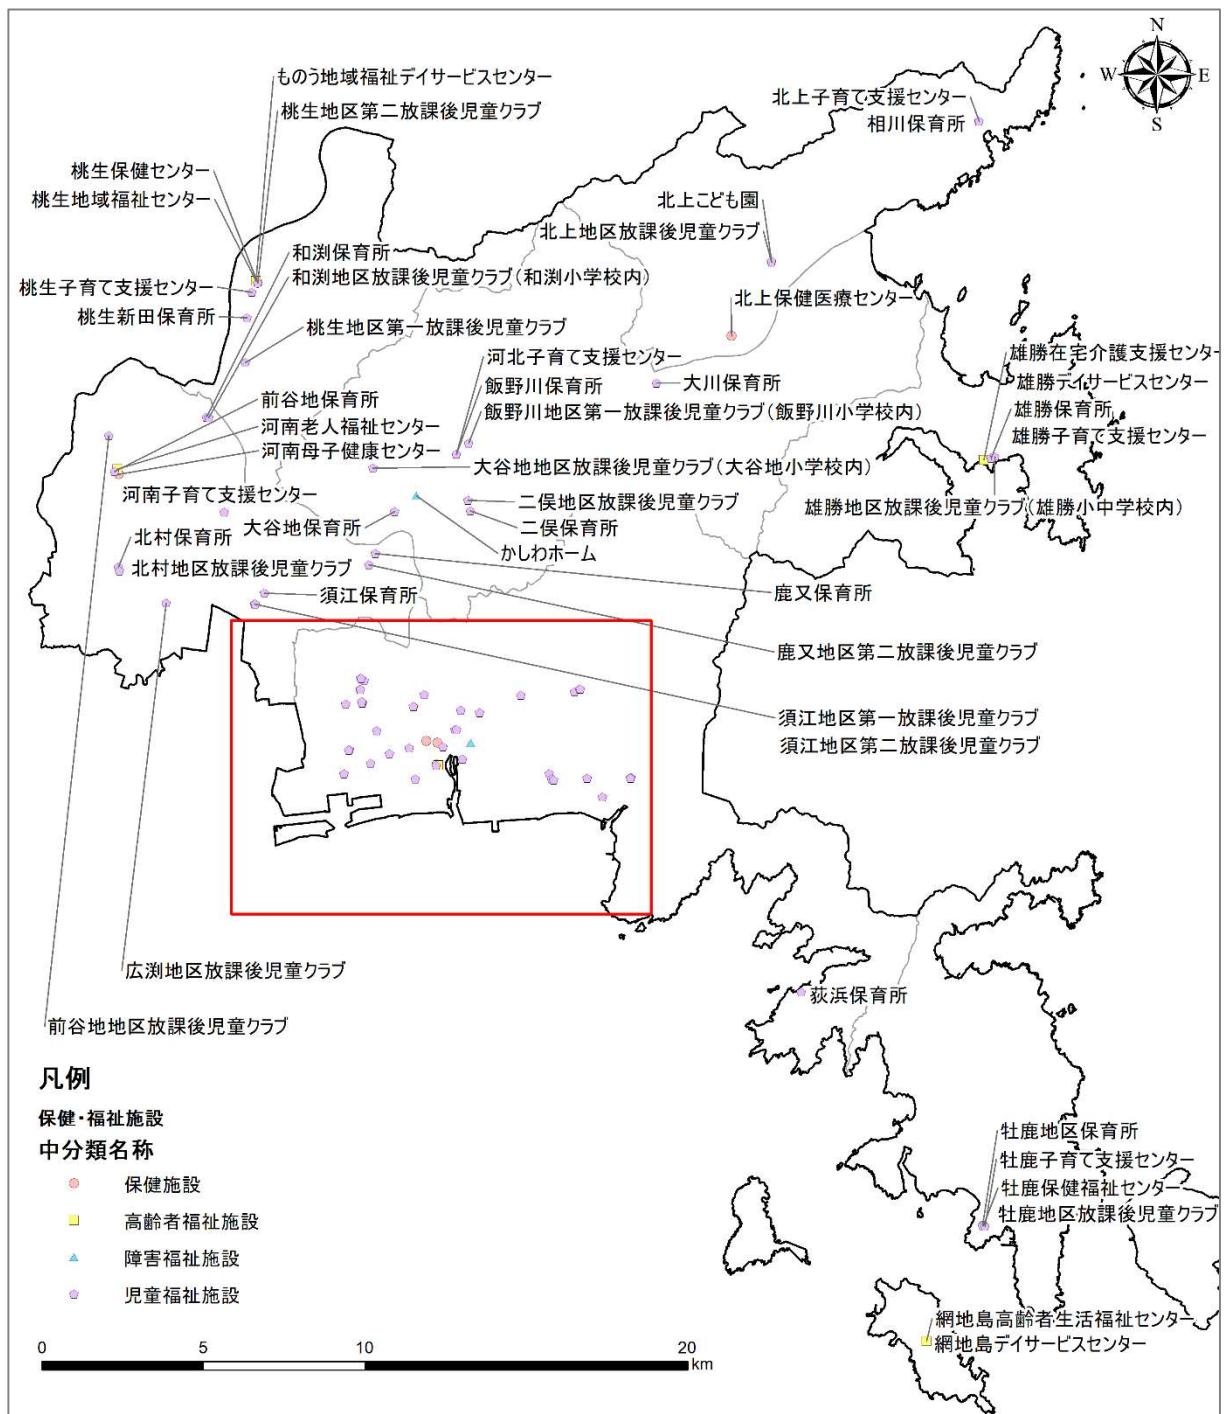 N
W
E
S
ものう地域福祉デイサービスセンター
桃生地区第二放課後児童クラブ
桃生保健センター
桃生地域福祉センター
北上子育て支援センター
相川保育所
北上こども園
北上地区放課後児童クラブ
和渕保育所
和渕地区放課後児童クラブ(和渕小学校内)
桃生子育て支援センター
桃生新田保育所
北上保健医療センター
桃生地区第一放課後児童クラブ
河北子育て支援センター
飯野川保育所
飯野川地区第一放課後児童クラブ(飯野川小学校内)
大川保育所
雄勝在宅介護支援センタ
雄勝デイサービスセンター
雄勝保育所
雄勝子育て支援センター
雄勝地区放課後児童クラブ(雄勝小中学校内)
前谷地保育所
河南老人福祉センター
河南母子健康センター
大谷地地区放課後児童クラブ(大谷地小学校内)
河南子育て支援センター
二俣地区放課後児童クラブ
大谷地保育所
二俣保育所
北村保育所
かしわホーム
北村地区放課後児童クラブ
須江保育所
鹿又保育所
鹿又地区第二放課後児童クラブ
須江地区第一放課後児童クラブ
須江地区第二放課後児童クラブ
広渕地区放課後児童クラブ
荻浜保育所
前谷地地区放課後児童クラブ
牡鹿地区保育所
牡鹿子育て支援センター
牡鹿保健福祉センター
牡鹿地区放課後児童クラブ
網地島高齢者生活福祉センター
網地島デイサービスセンター
凡例
保健・福祉施設
中分類名称
保健施設
高齢者福祉施設
障害福祉施設
児童福祉施設
0 5 10 20
km